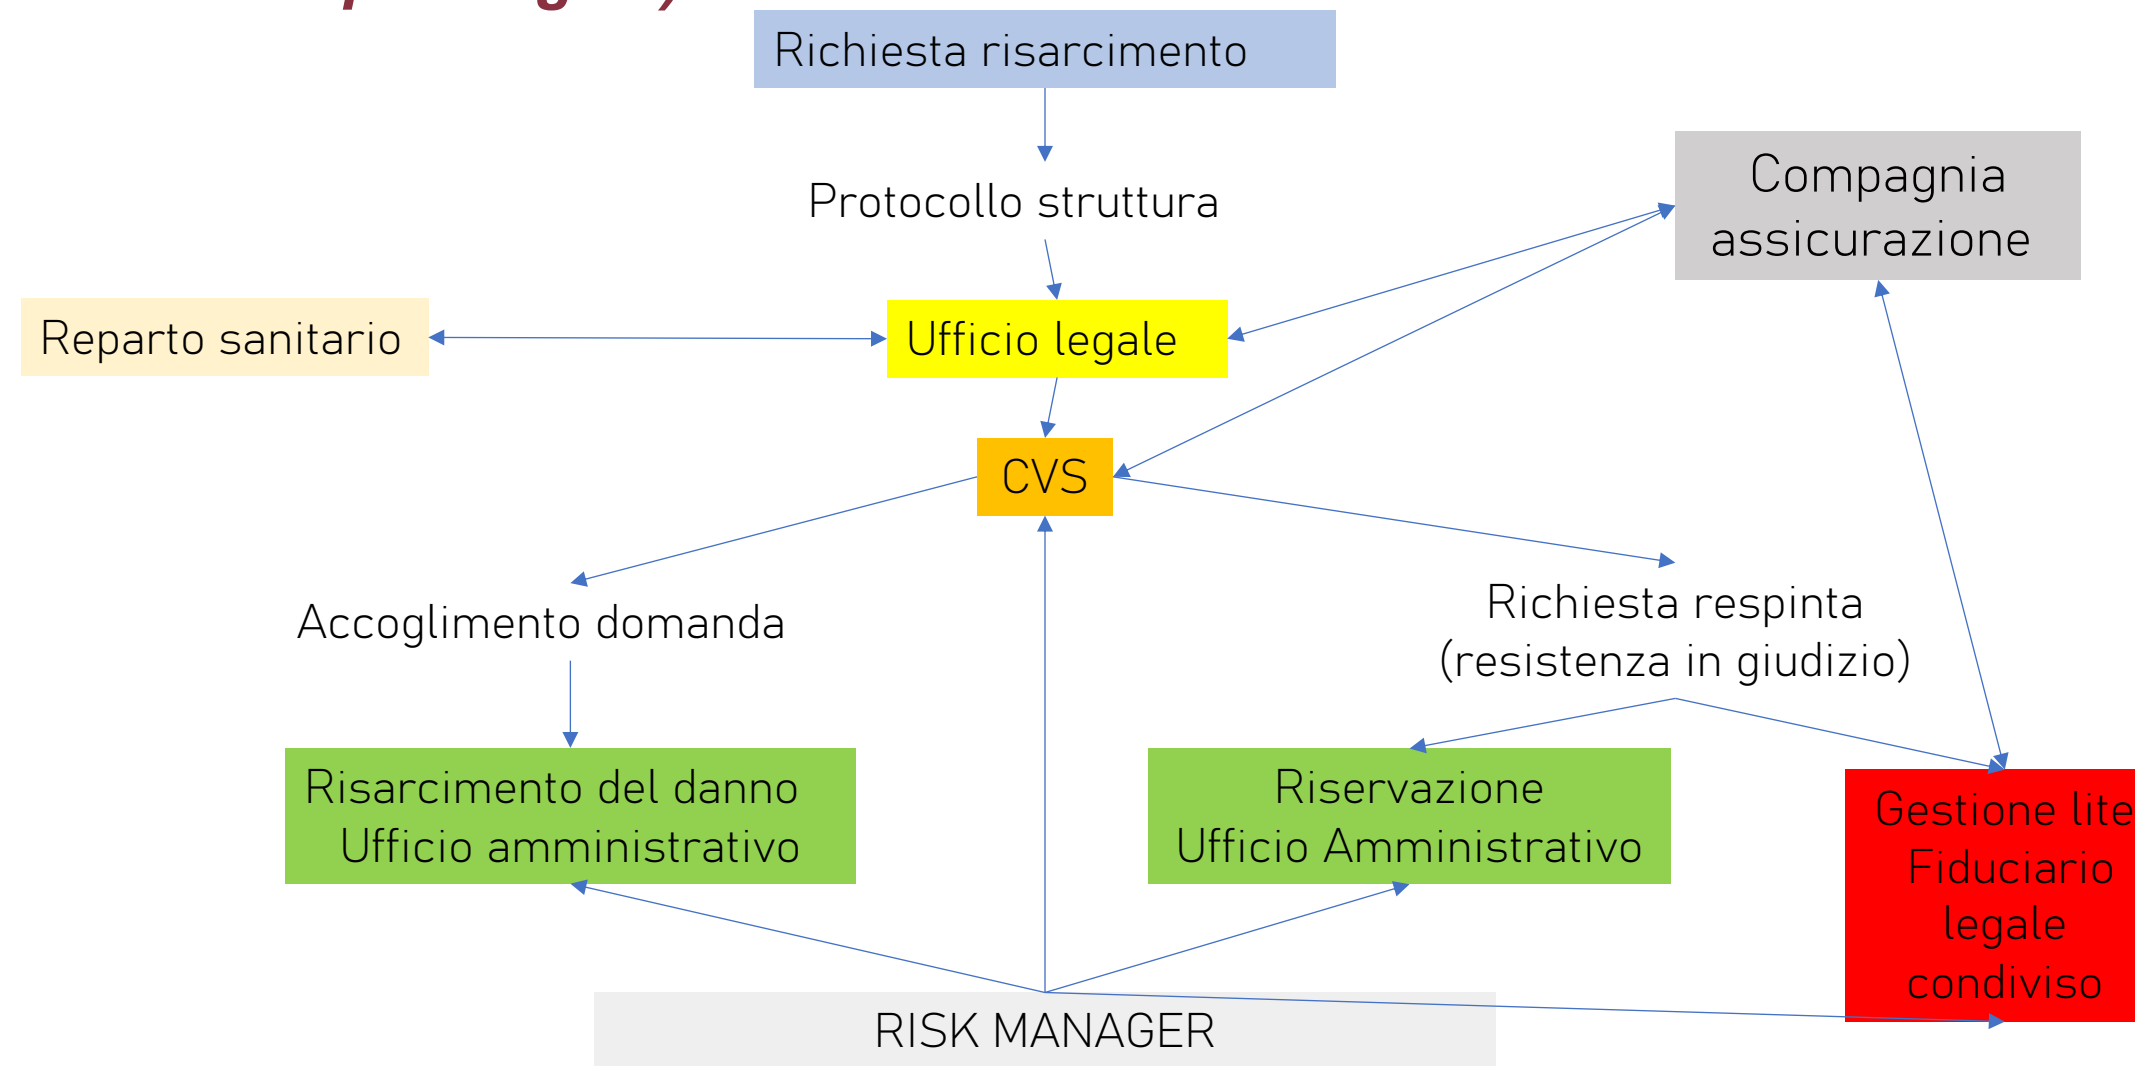 Richiesta risarcimento
Protocollo struttura
Compagnia
assicurazione
Reparto sanitario
Ufficio legale
CVS
Accoglimento domanda
Richiesta respinta
(resistenza in giudizio)
Risarcimento del danno
Ufficio amministrativo
Riservazione
Ufficio Amministrativo
Gestione lite
Fiduciario
legale
condiviso
RISK MANAGER